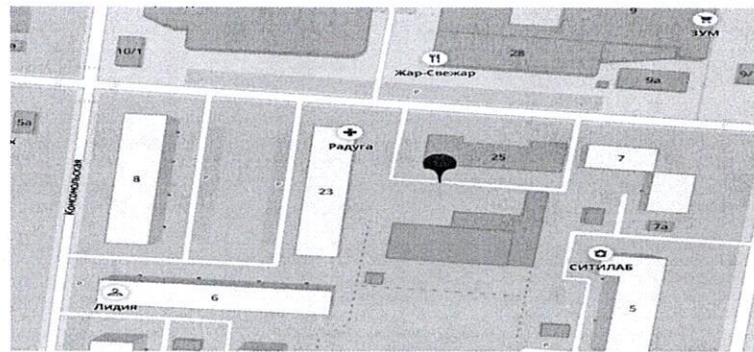 9
ЗУМ
10/1
28
Жар-Свежар
9а
9/
5а
Р
Радуга
25
7
8
Комсомольская
23
7а
СИТИЛАБ
6
Лидия
5